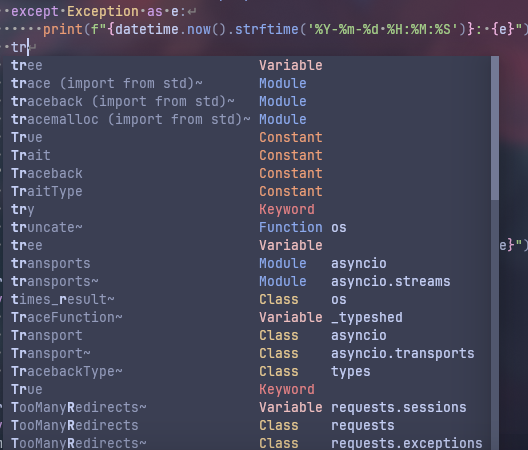 except Exception as e:
print(f"{datetime.now().strftime('%Y-%m-%d %H:%M:%S')}: {e}")
tr
tree Variable
trace (import from std)~ Module
traceback (import from std)~ Module
tracemalloc (import from std)~ Module
True Constant
Trait Constant
Traceback Constant
TraitType Constant
try Keyword
truncate~ Function os
tree Variable
e}")
transports Module asyncio
transports~ Module asyncio.streams
times_result~ Class os
TraceFunction~ Variable _typeshed
Transport Class asyncio
Transport~ Class asyncio.transports
TracebackType~ Class types
True Keyword
TooManyRedirects~ Variable requests.sessions
TooManyRedirects Class requests
TooManyRedirects~ Class requests.exceptions